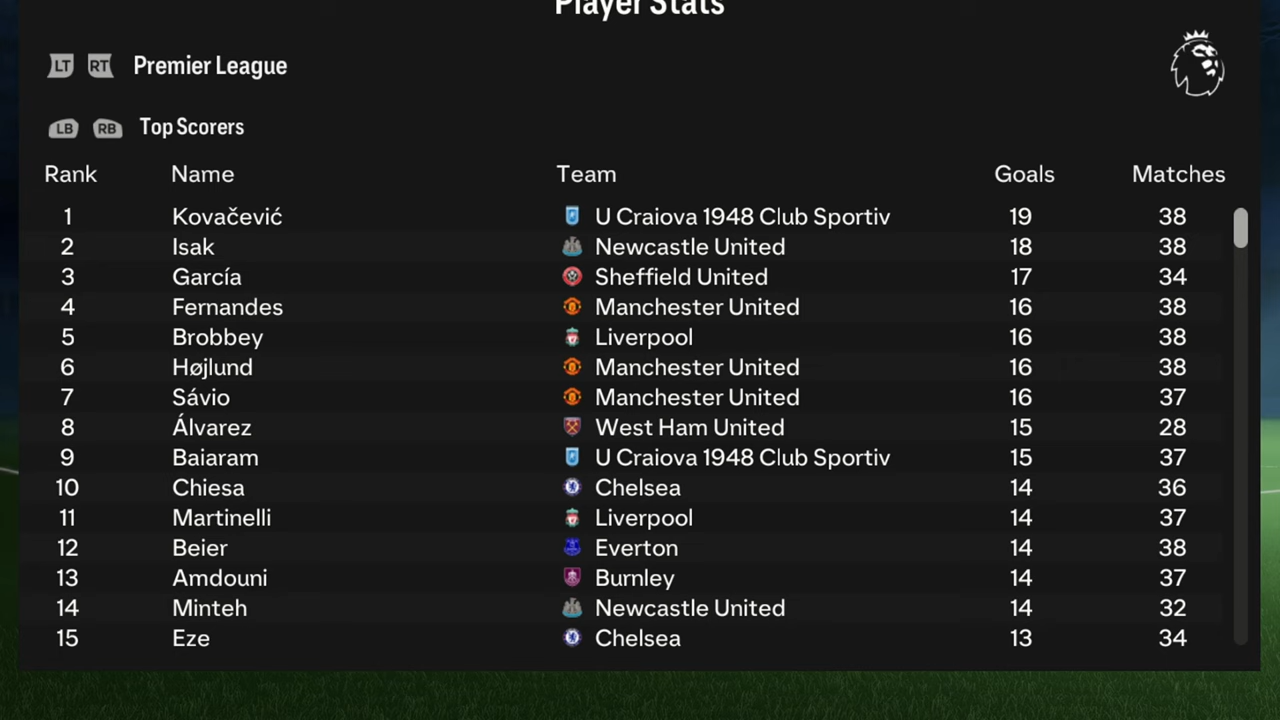 Player Stats
LT RT Premier League
LB RB Top Scorers
Rank Name Team Goals Matches
1 Kovačević U Craiova 1948 Club Sportiv 19 38
2 Isak Newcastle United 18 38
3 García Sheffield United 17 34
4 Fernandes Manchester United 16 38
5 Brobbey Liverpool 16 38
6 Højlund Manchester United 16 38
7 Sávio Manchester United 16 37
8 Álvarez West Ham United 15 28
9 Baiaram U Craiova 1948 Club Sportiv 15 37
10 Chiesa Chelsea 14 36
11 Martinelli Liverpool 14 37
12 Beier Everton 14 38
13 Amdouni Burnley 14 37
14 Minteh Newcastle United 14 32
15 Eze Chelsea 13 34